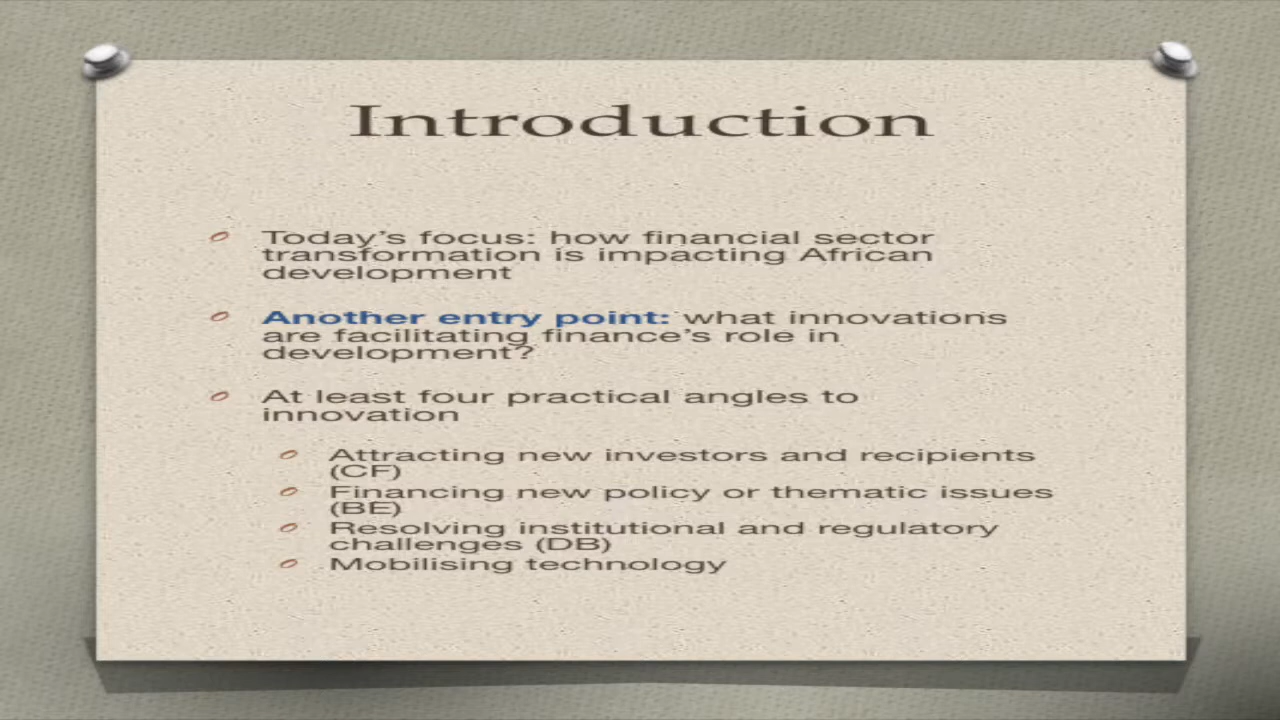 Introduction
Today's focus: how financial sector
transformation is impacting African
development
Another entry point: what innovations
are facilitating finance's role in
development?
At least four practical angles to
innovation
Attracting new investors and recipients
(CF)
Financing new policy or thematic issues
(BE)
Resolving institutional and regulatory
challenges (DB)
Mobilising technology